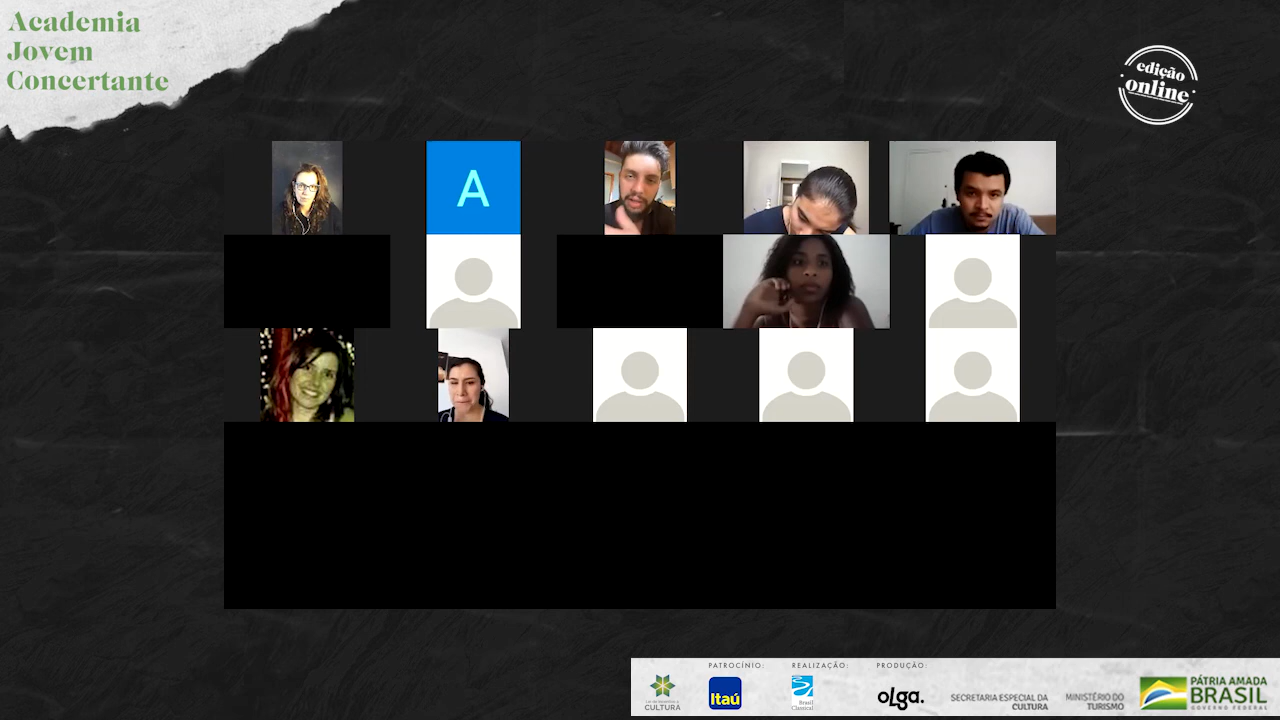 Academia
Jovem
Concertante
edição
online
A
PATROCÍNIO:
REALIZAÇÃO:
PRODUÇÃO:
CULTURA
Itaú
Brasil
Classical
olga.
SECRETARIA ESPECIAL DA
CULTURA
MINISTÉRIO DO
TURISMO
PÁTRIA AMADA
BRASIL
GOVERNO FEDERAL